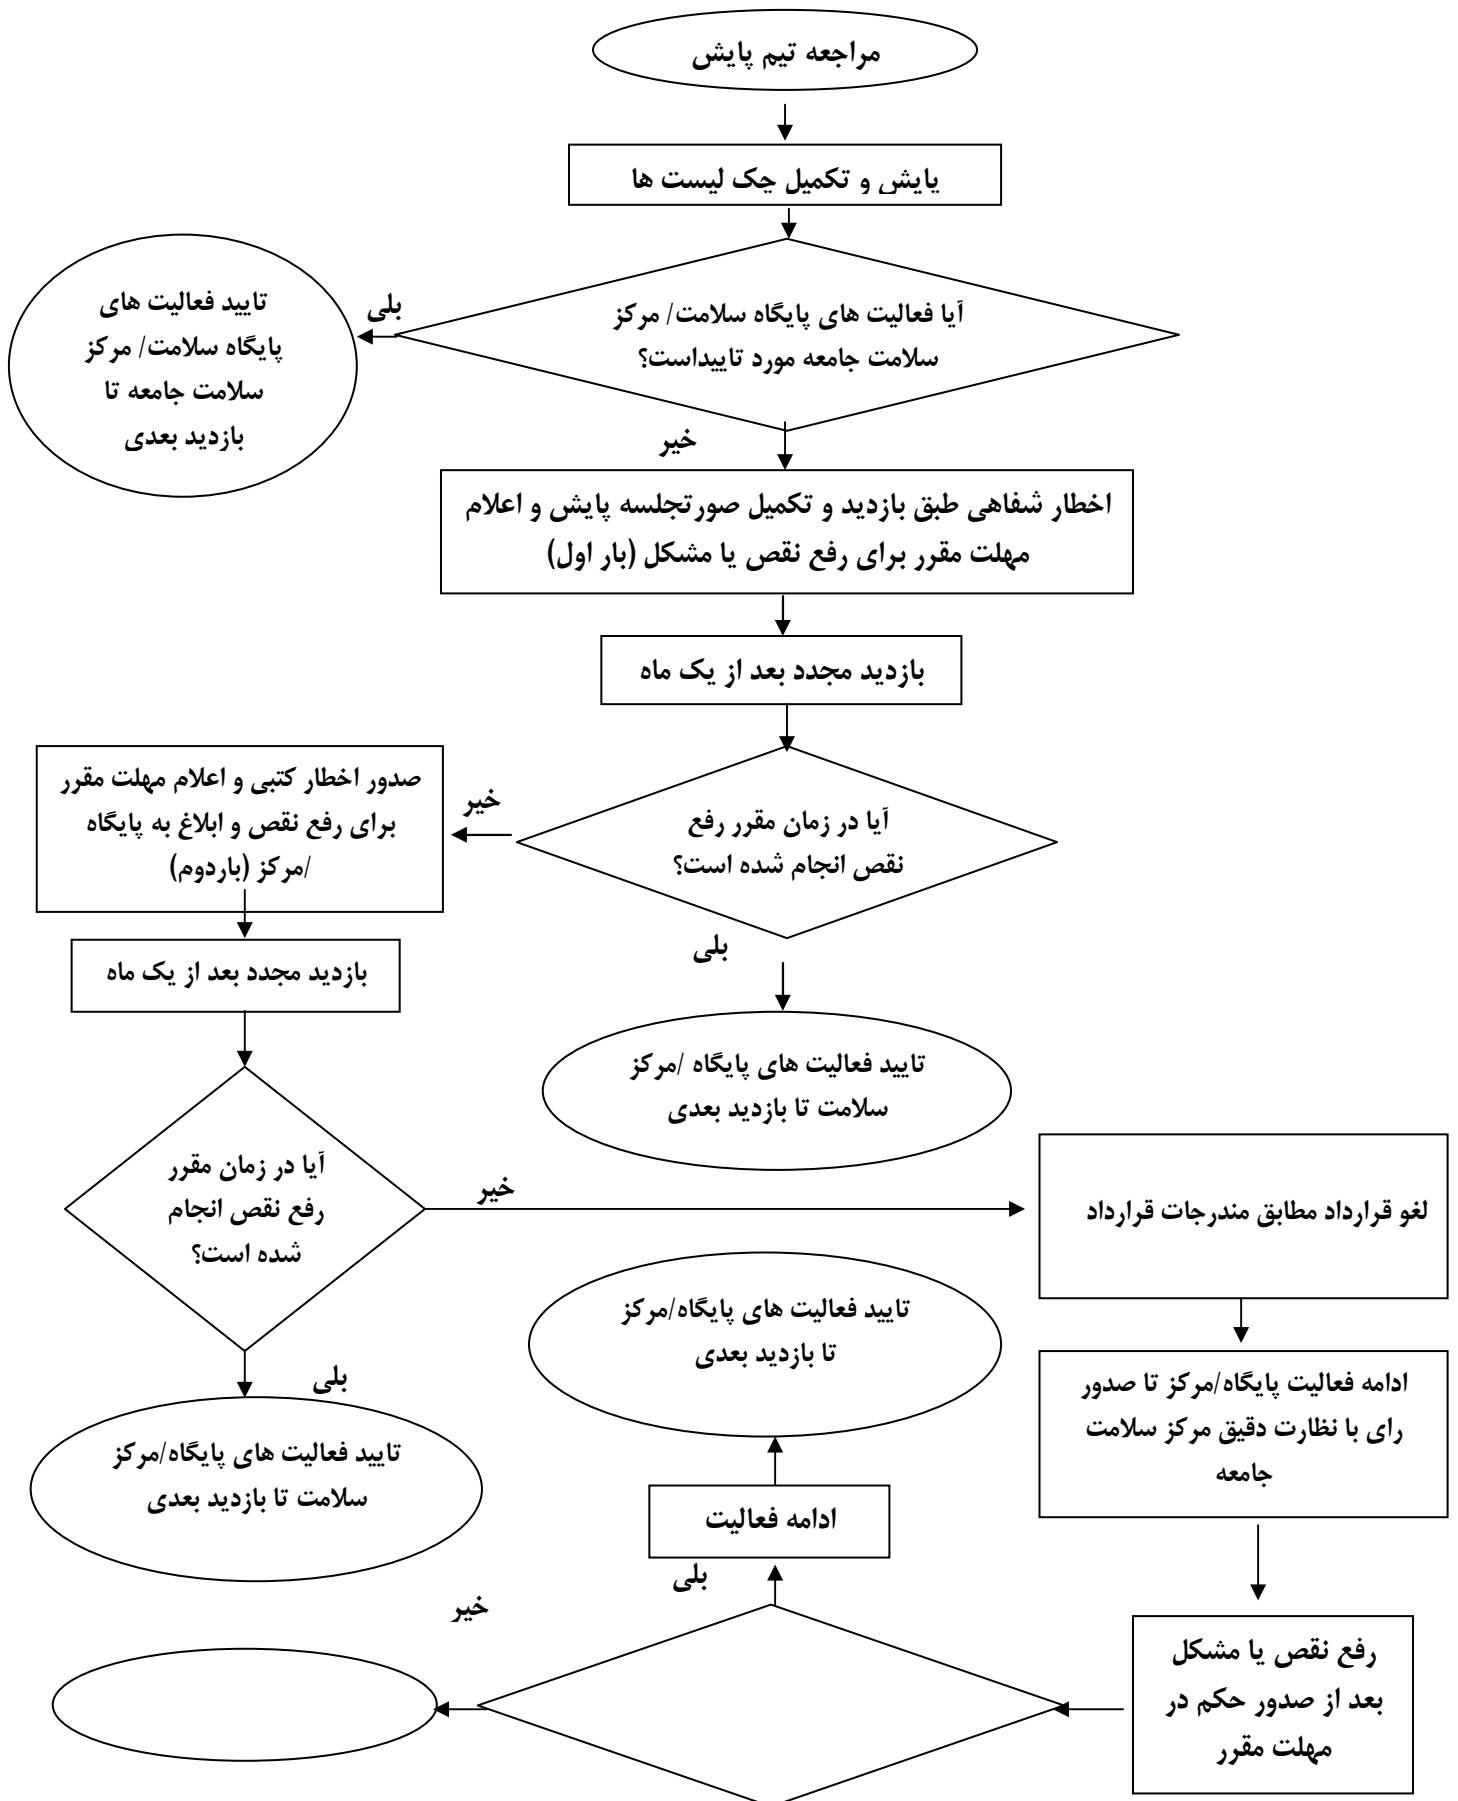 مراجعه تیم پایش
پایش و تکمیل چک لیست ها
آیا فعالیت های پایگاه سلامت/ مرکز
سلامت جامعه مورد تاییداست؟
بلی
تایید فعالیت های
پایگاه سلامت/ مرکز
سلامت جامعه تا
بازدید بعدی
خیر
اخطار شفاهی طبق بازدید و تکمیل صورتجلسه پایش و اعلام
مهلت مقرر برای رفع نقص یا مشکل (بار اول)
بازدید مجدد بعد از یک ماه
آیا در زمان مقرر رفع
نقص انجام شده است؟
خیر
صدور اخطار کتبی و اعلام مهلت مقرر
برای رفع نقص و ابلاغ به پایگاه
/مرکز (باردوم)
بلی
بازدید مجدد بعد از یک ماه
تایید فعالیت های پایگاه /مرکز
سلامت تا بازدید بعدی
آیا در زمان مقرر
رفع نقص انجام
شده است؟
خیر
لغو قرارداد مطابق مندرجات قرارداد
تایید فعالیت های پایگاه/مرکز
تا بازدید بعدی
بلی
ادامه فعالیت پایگاه/مرکز تا صدور
رای با نظارت دقیق مرکز سلامت
جامعه
تایید فعالیت های پایگاه/مرکز
سلامت تا بازدید بعدی
ادامه فعالیت
بلی
خیر
رفع نقص یا مشکل
بعد از صدور حکم در
مهلت مقرر